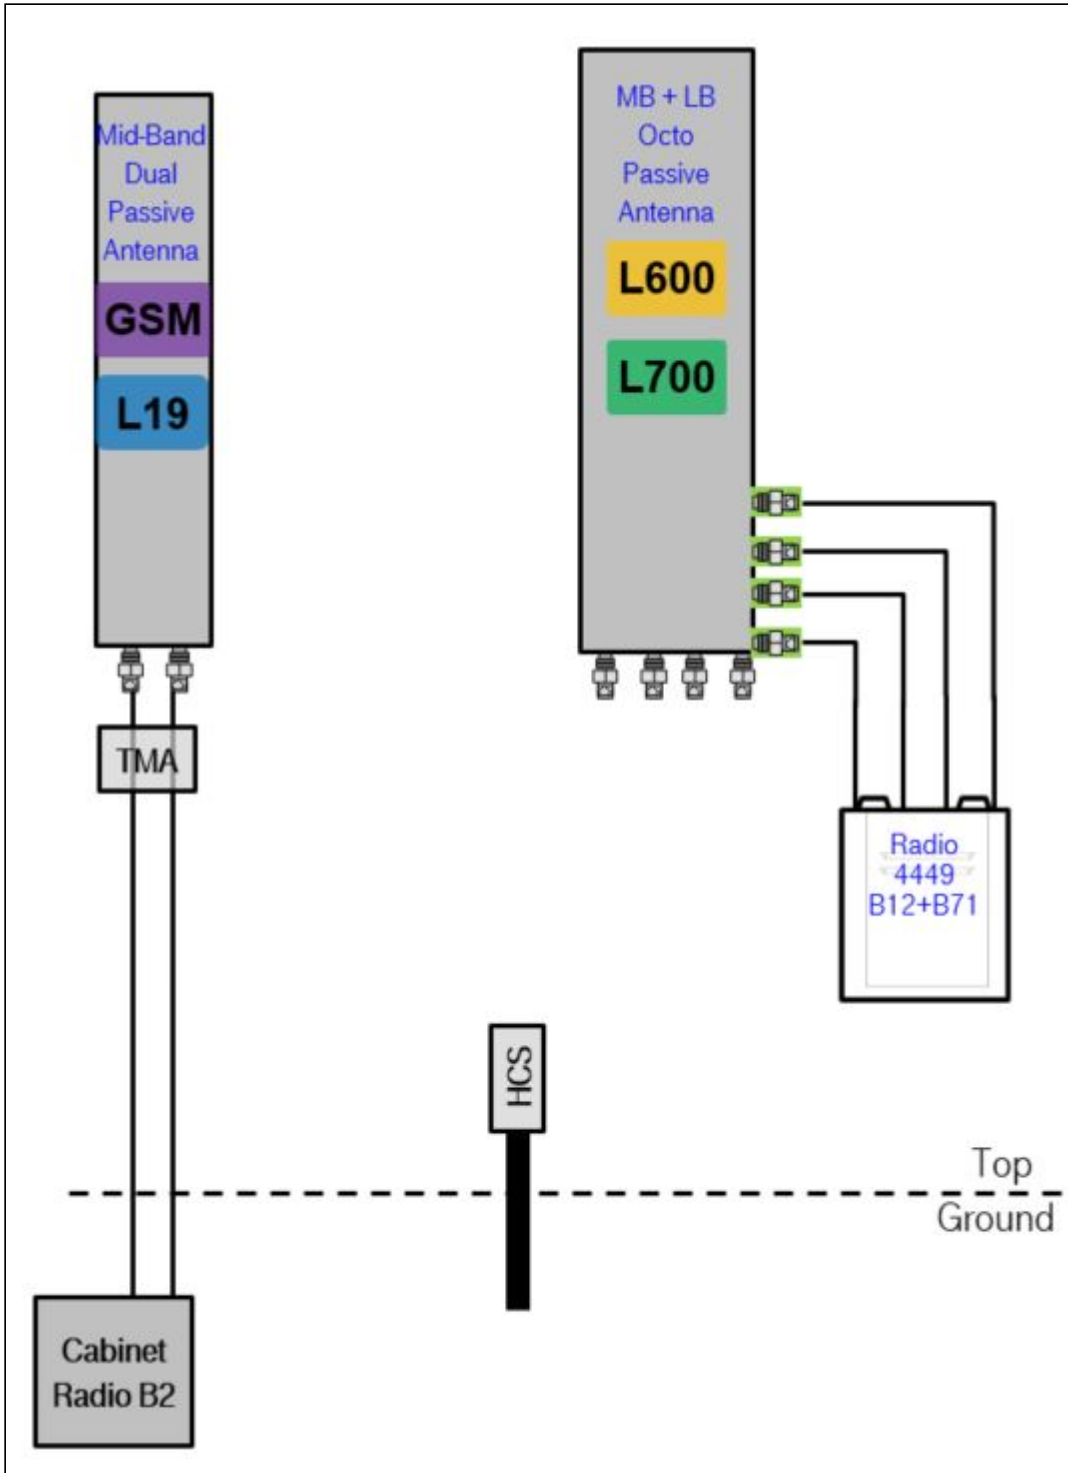 Mid-Band
Dual
Passive
Antenna
GSM
L19
TMA
MB + LB
Octo
Passive
Antenna
L600
L700
Radio
4449
B12+B71
HCS
Top
Ground
Cabinet
Radio B2